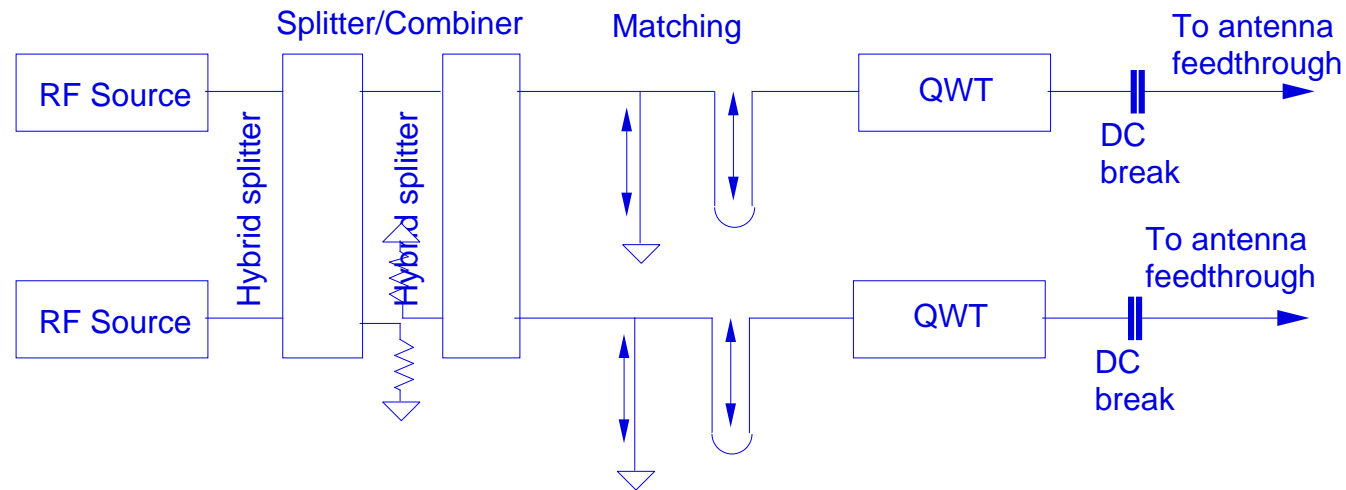 Splitter/Combiner
Matching
To antenna
feedthrough
RF Source
Hybrid splitter
Hybrid splitter
QWT
DC
break
To antenna
feedthrough
RF Source
QWT
DC
break